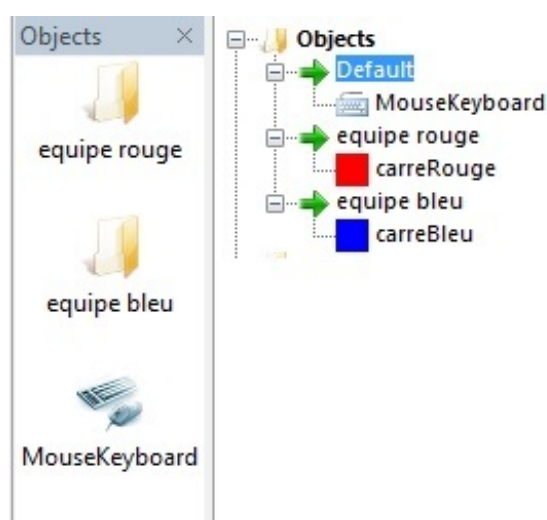 Objects
equipe rouge
equipe bleu
MouseKeyboard
Objects
Default
MouseKeyboard
equipe rouge
carreRouge
equipe bleu
carreBleu